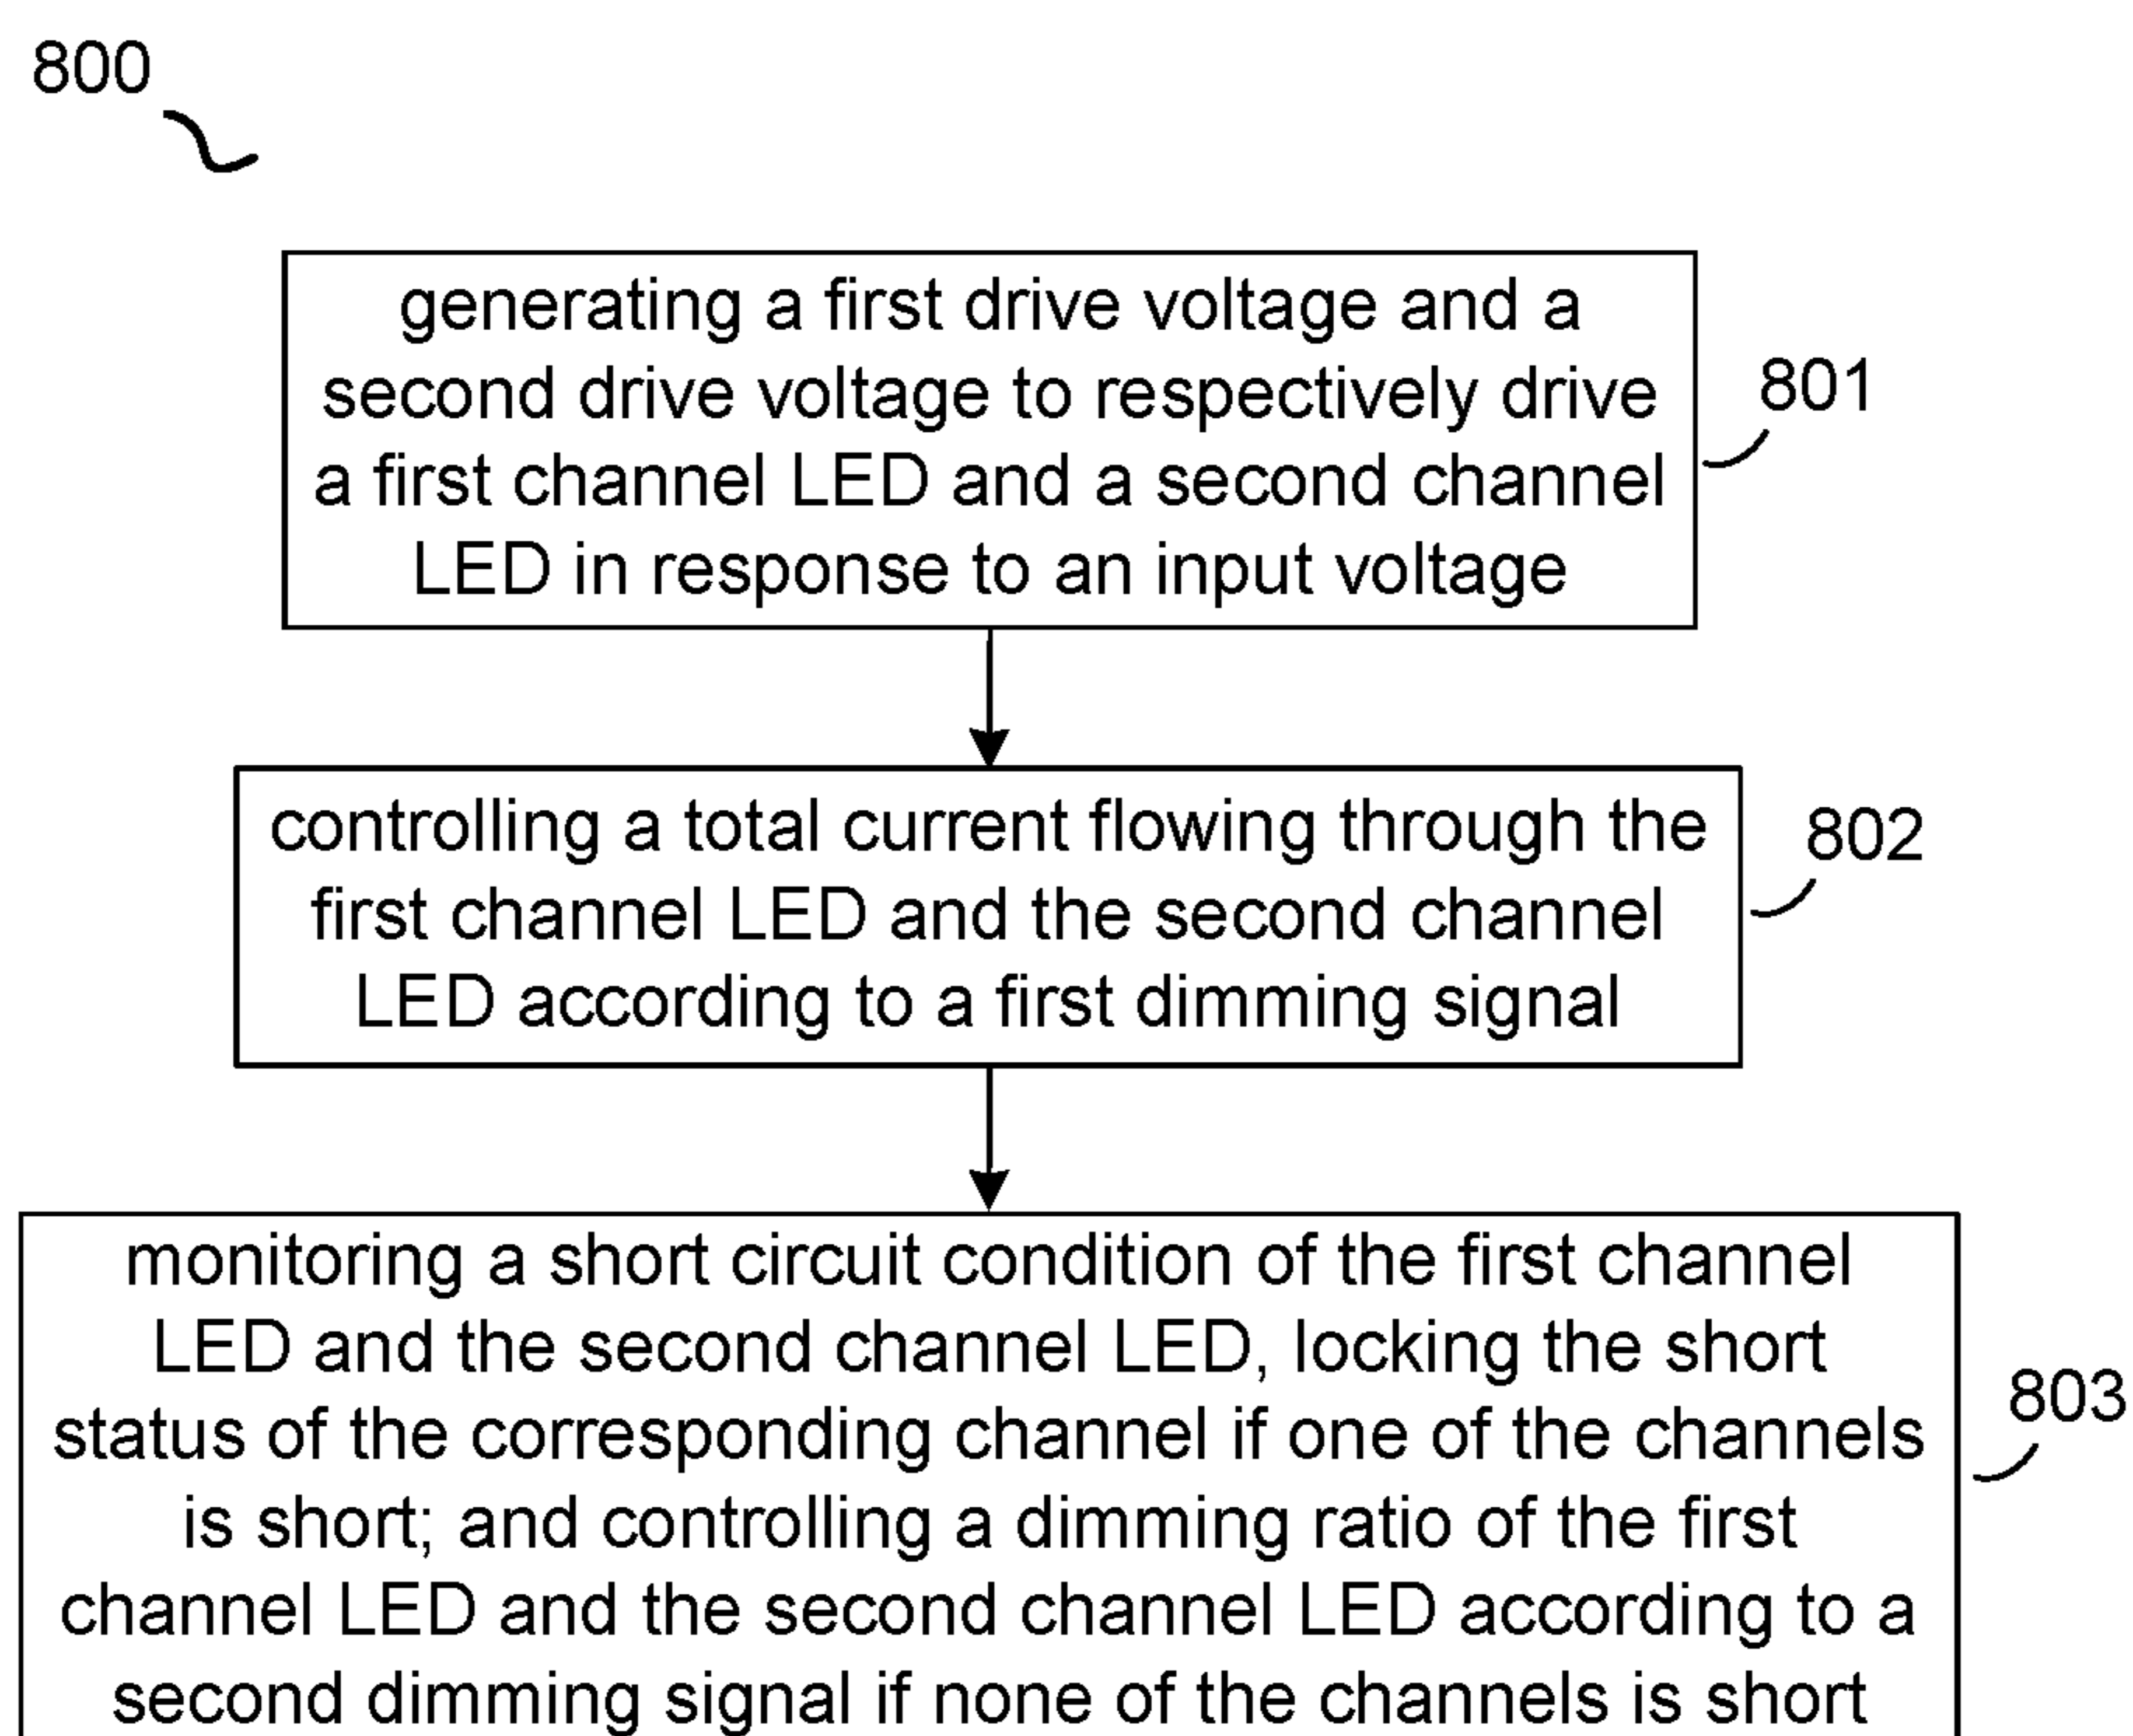 800
generating a first drive voltage and a
second drive voltage to respectively drive
a first channel LED and a second channel
LED in response to an input voltage
801
controlling a total current flowing through the
first channel LED and the second channel
LED according to a first dimming signal
802
monitoring a short circuit condition of the first channel
LED and the second channel LED, locking the short
status of the corresponding channel if one of the channels
is short; and controlling a dimming ratio of the first
channel LED and the second channel LED according to a
second dimming signal if none of the channels is short
803